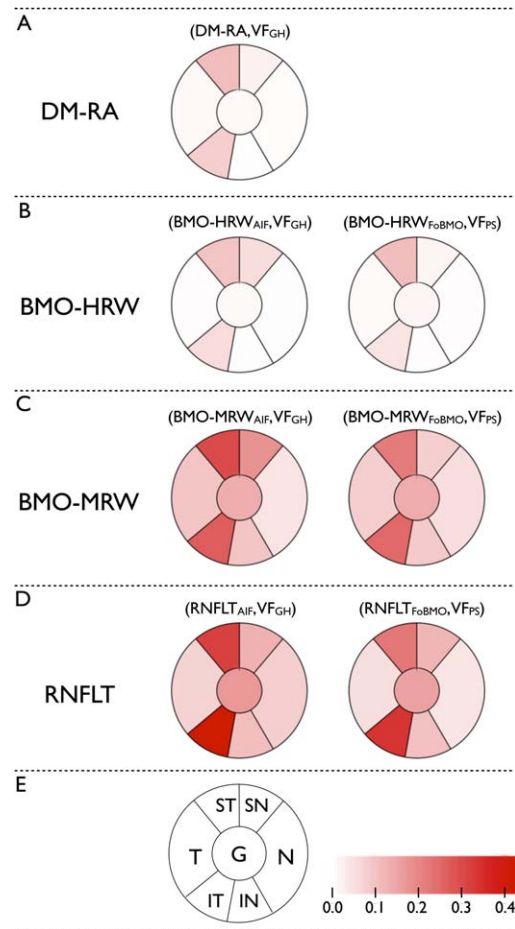 A
(DM-RA,VFGH)
DM-RA
B
(BMO-HRWAIF,VFGH) (BMO-HRWFoBMO,VFPS)
BMO-HRW
C
(BMO-MRWAIF,VFGH) (BMO-MRWFoBMO,VFPS)
BMO-MRW
D
(RNFLTAIF,VFGH) (RNFLTFoBMO,VFPS)
RNFLT
E
ST SN
T G N
IT IN
0.0 0.1 0.2 0.3 0.4